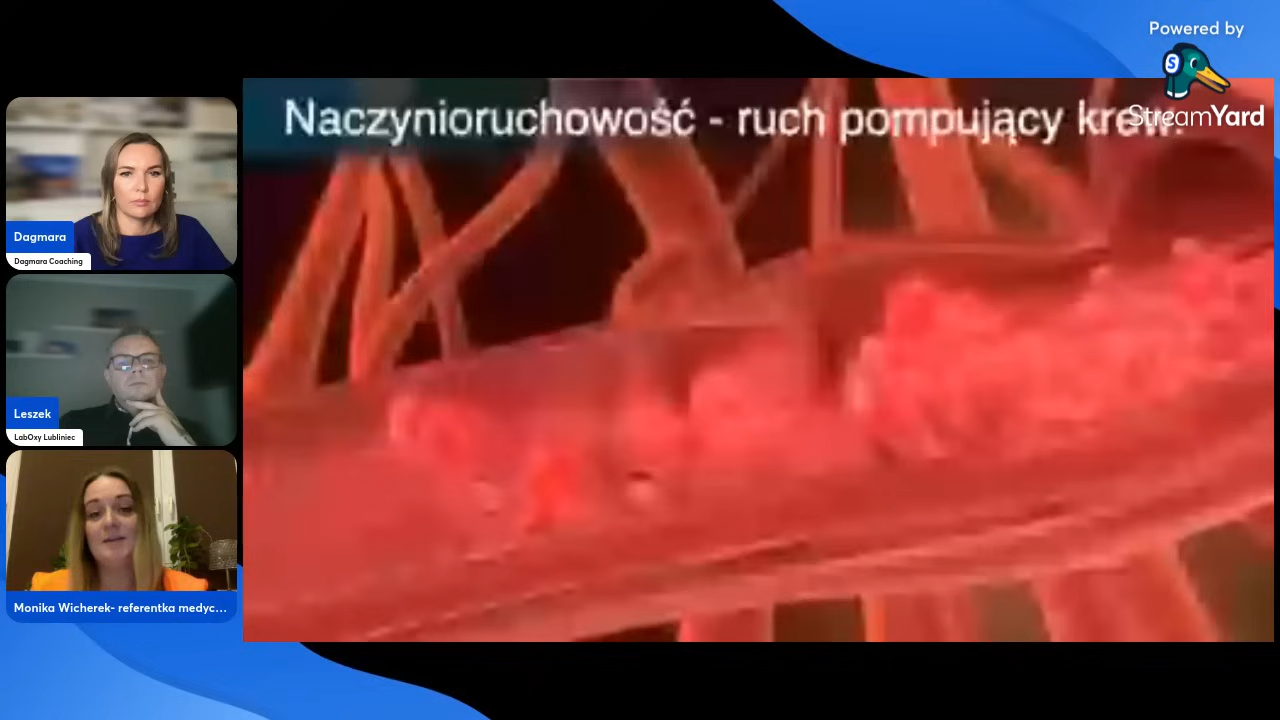 Powered by
S
StreamYard
Naczynioruchowość - ruch pompujący krew.
Dagmara
Dagmara Coaching
Leszek
LabOxy Lubliniec
Monika Wicherek- referentka medyc...